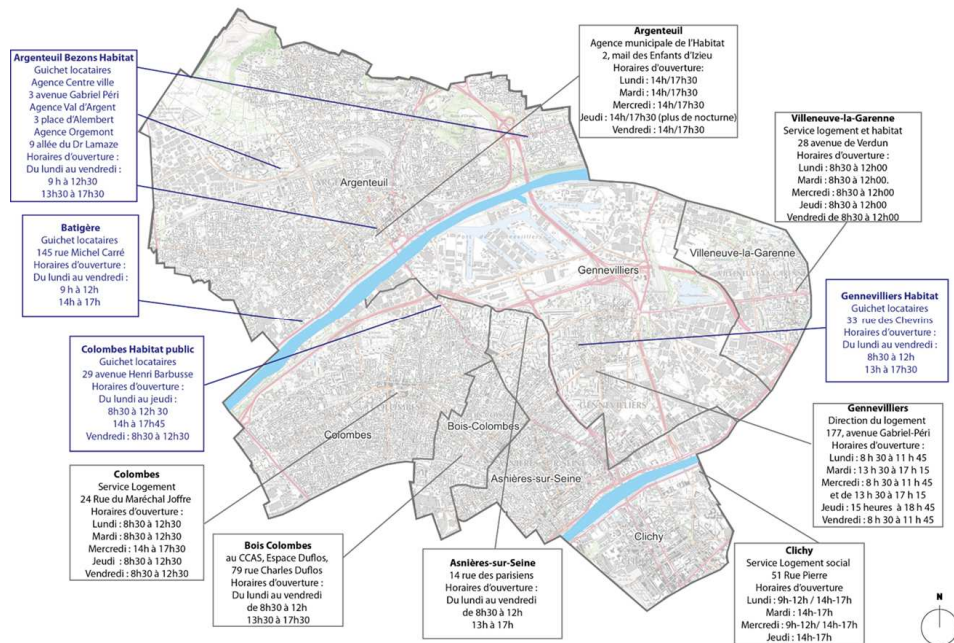 Argenteuil Bezons Habitat
Guichet locataires
Agence Centre ville
3 avenue Gabriel Péri
Agence Val d'Argent
3 place d'Alembert
Agence Orgemont
9 allée du Dr Lamaze
Horaires d'ouverture :
Du lundi au vendredi :
9 h à 12h30
13h30 à 17h30
Argenteuil
Agence municipale de l'Habitat
2, mail des Enfants d'Izieu
Horaires d'ouverture:
Lundi : 14h/17h30
Mardi : 14h/17h30
Mercredi : 14h/17h30
Jeudi : 14h/17h30 (plus de nocturne)
Vendredi : 14h/17h30
Villeneuve-la-Garenne
Service logement et habitat
28 avenue de Verdun
Horaires d'ouverture :
Lundi : 8h30 à 12h00
Mardi : 8h30 à 12h00.
Mercredi : 8h30 à 12h00
Jeudi : 8h30 à 12h00
Vendredi de 8h30 à 12h00
Batigère
Guichet locataires
145 rue Michel Carré
Horaires d'ouverture :
Du lundi au vendredi :
9 h à 12h
14h à 17h
Argenteuil
Gennevilliers
Villeneuve-la-Garenne
Gennevilliers Habitat
Guichet locataires
33 rue des Chevrins
Horaires d'ouverture :
Du lundi au vendredi :
8h30 à 12h
13h à 17h30
Colombes Habitat public
Guichet locataires
29 avenue Henri Barbusse
Horaires d'ouverture :
Du lundi au jeudi :
8h30 à 12h 30
14h à 17h45
Vendredi : 8h30 à 12h30
Colombes
Bois-Colombes
GENNEVILLIERS
Asnières-sur-Seine
Clichy
Gennevilliers
Direction du logement
177, avenue Gabriel-Péri
Horaires d'ouverture :
Lundi : 8 h 30 à 11 h 45
Mardi : 13 h 30 à 17 h 15
Mercredi : 8 h 30 à 11 h 45
et de 13 h 30 à 17 h 15
Jeudi : 15 heures à 18 h 45
Vendredi : 8 h 30 à 11 h 45
Colombes
Service Logement
24 Rue du Maréchal Joffre
Horaires d'ouverture :
Lundi : 8h30 à 12h30
Mardi : 8h30 à 12h30
Mercredi : 14h à 17h30
Jeudi : 8h30 à 12h30
Vendredi : 8h30 à 12h30
Bois Colombes
au CCAS, Espace Duflos,
79 rue Charles Duflos
Horaires d'ouverture :
Du lundi au vendredi
de 8h30 à 12h
13h30 à 17h30
Asnières-sur-Seine
14 rue des parisiens
Horaires d'ouverture :
Du lundi au vendredi
de 8h30 à 12h
13h à 17h
Clichy
Service Logement social
51 Rue Pierre
Horaires d'ouverture
Lundi : 9h-12h / 14h-17h
Mardi : 14h-17h
Mercredi : 9h-12h/ 14h-17h
Jeudi : 14h-17h
N